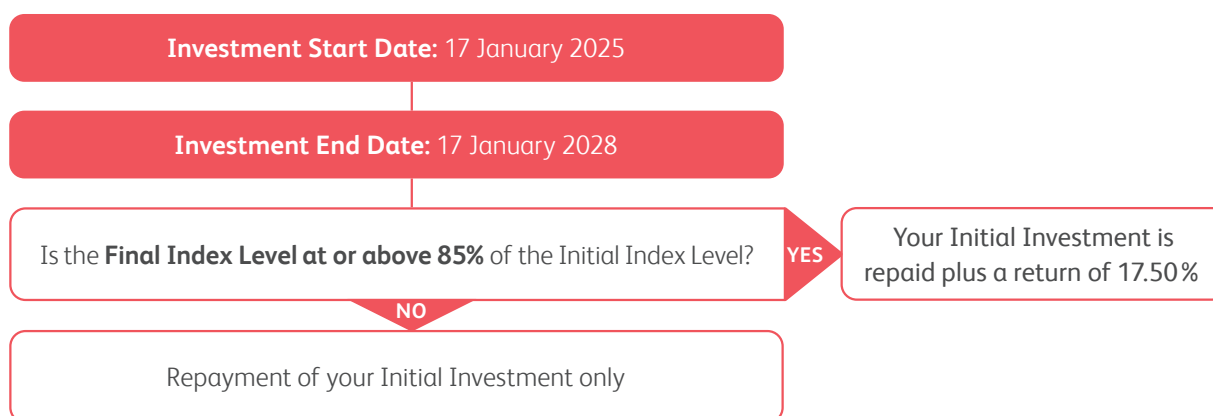 Investment Start Date: 17 January 2025
Investment End Date: 17 January 2028
Is the Final Index Level at or above 85% of the Initial Index Level?
YES
Your Initial Investment is
repaid plus a return of 17.50%
NO
Repayment of your Initial Investment only